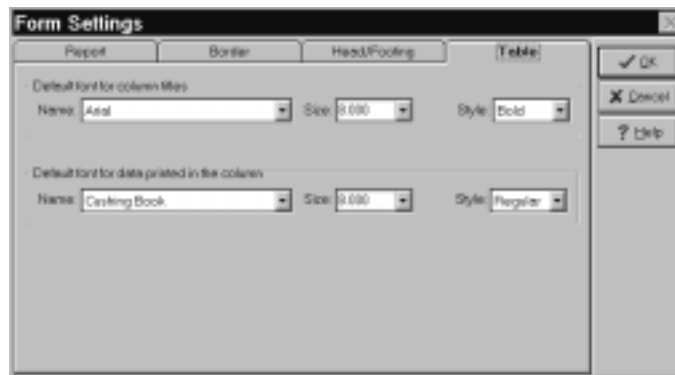 Form Settings
Report Border Head/Footing Table
Default font for column titles
Name: Arial Size: 8.000 Style: Bold
Default font for data printed in the column
Name: Cushing Book Size: 8.000 Style: Regular
OK
Cancel
? Help